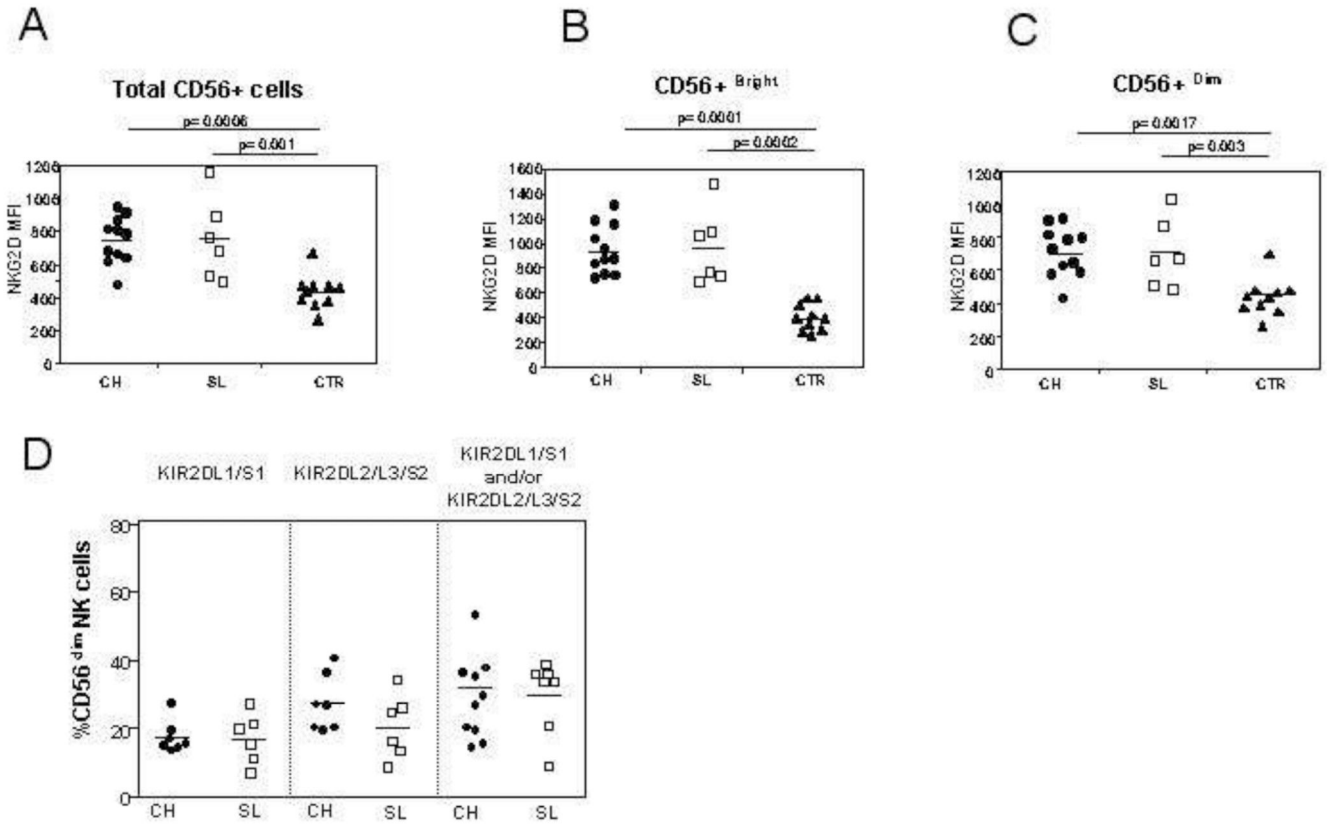 A
B
C
Total CD56+ cells
CD56+ Bright
CD56+ Dim
p= 0.0006
p= 0.001
p= 0.0001
p= 0.0002
p= 0.0017
p= 0.003
NKG2D MFI
1200
1000
800
600
400
200
0
CH SL CTR
NKG2D MFI
1600
1400
1200
1000
800
600
400
200
0
CH SL CTR
NKG2D MFI
1200
1000
800
600
400
200
0
CH SL CTR
D
KIR2DL1/S1
KIR2DL2/L3/S2
KIR2DL1/S1
and/or
KIR2DL2/L3/S2
%CD56 dim NK cells
80
60
40
20
0
CH SL CH SL CH SL